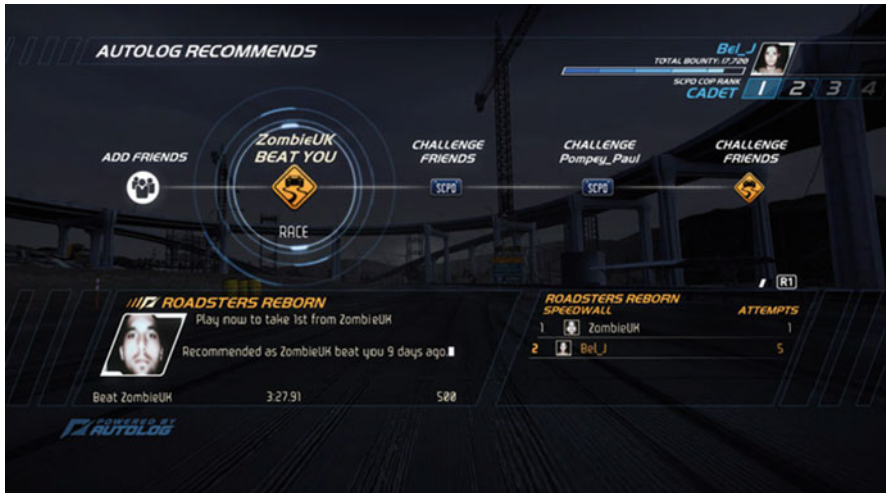 AUTOLOG RECOMMENDS
Bel_J
TOTAL BOUNTY: 17,720
SCPD COP RANK
CADET 1 2 3 4
ADD FRIENDS
ZombieUK
BEAT YOU
RACE
CHALLENGE
FRIENDS
SCPD
CHALLENGE
Pompey_Paul
SCPD
CHALLENGE
FRIENDS
R1
ROADSTERS REBORN
Play now to take 1st from ZombieUK
Recommended as ZombieUK beat you 9 days ago.
Beat ZombieUK 3:27.91 500
ROADSTERS REBORN
SPEEDWALL ATTEMPTS
1 ZombieUK 1
2 Bel_J 5
POWERED BY
AUTOLOG